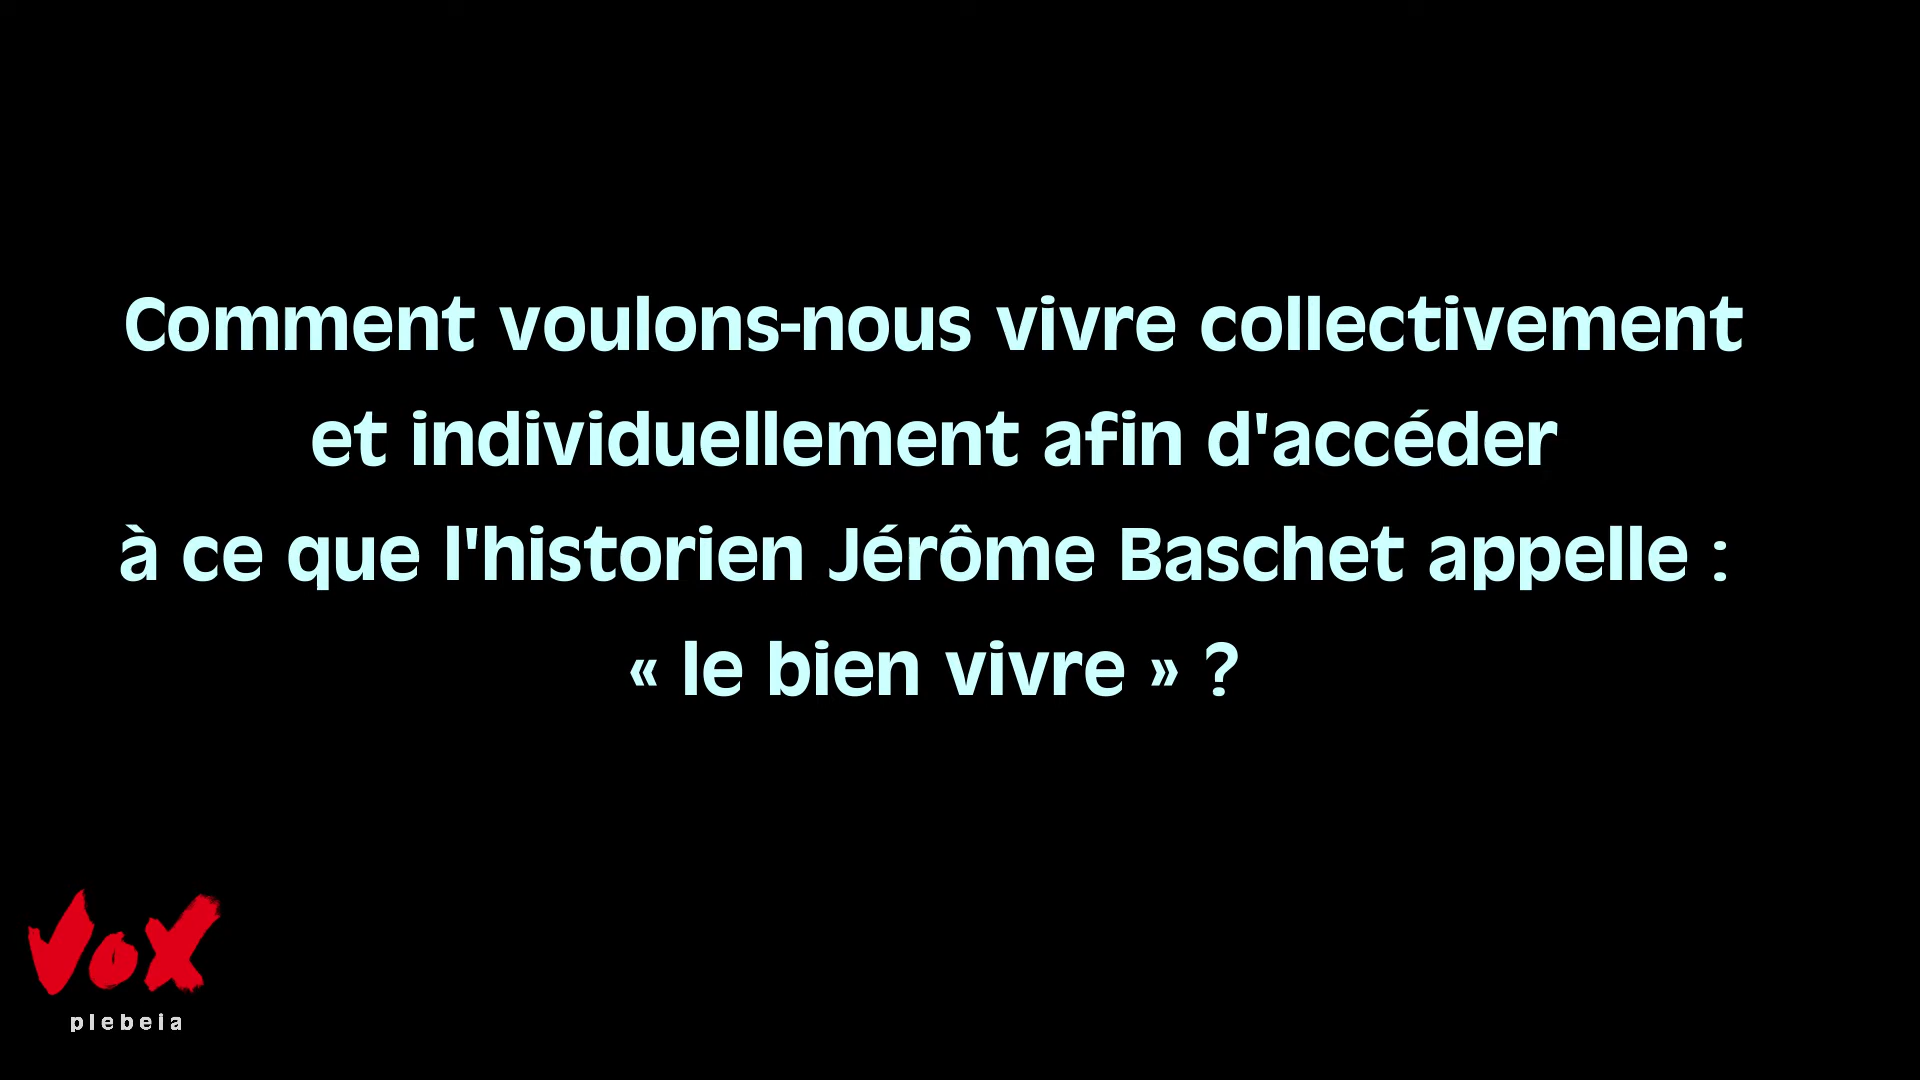 Comment voulons-nous vivre collectivement
et individuellement afin d'accéder
à ce que l'historien Jérôme Baschet appelle :
« le bien vivre » ?
Vox
plebeia